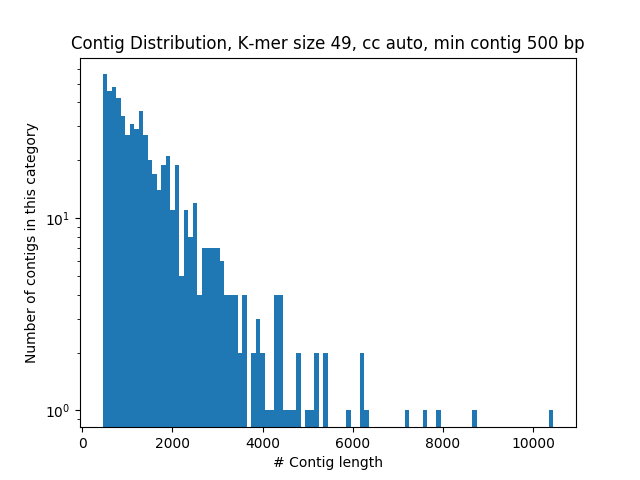 Contig Distribution, K-mer size 49, cc auto, min contig 500 bp
Number of contigs in this category
10¹
10⁰
0 2000 4000 6000 8000 10000
# Contig length